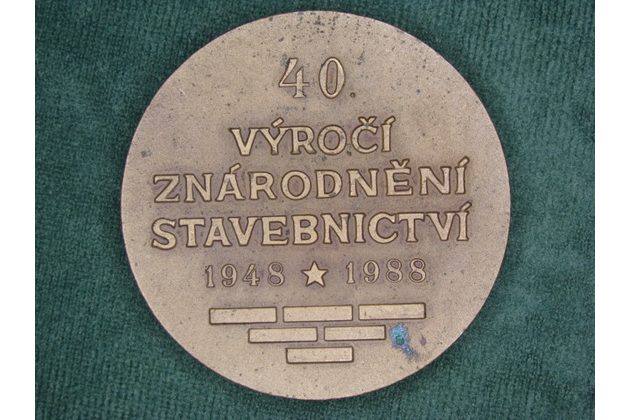 40.
VÝROČÍ
ZNÁRODNĚNÍ
STAVEBNICTVÍ
1948 ★ 1988